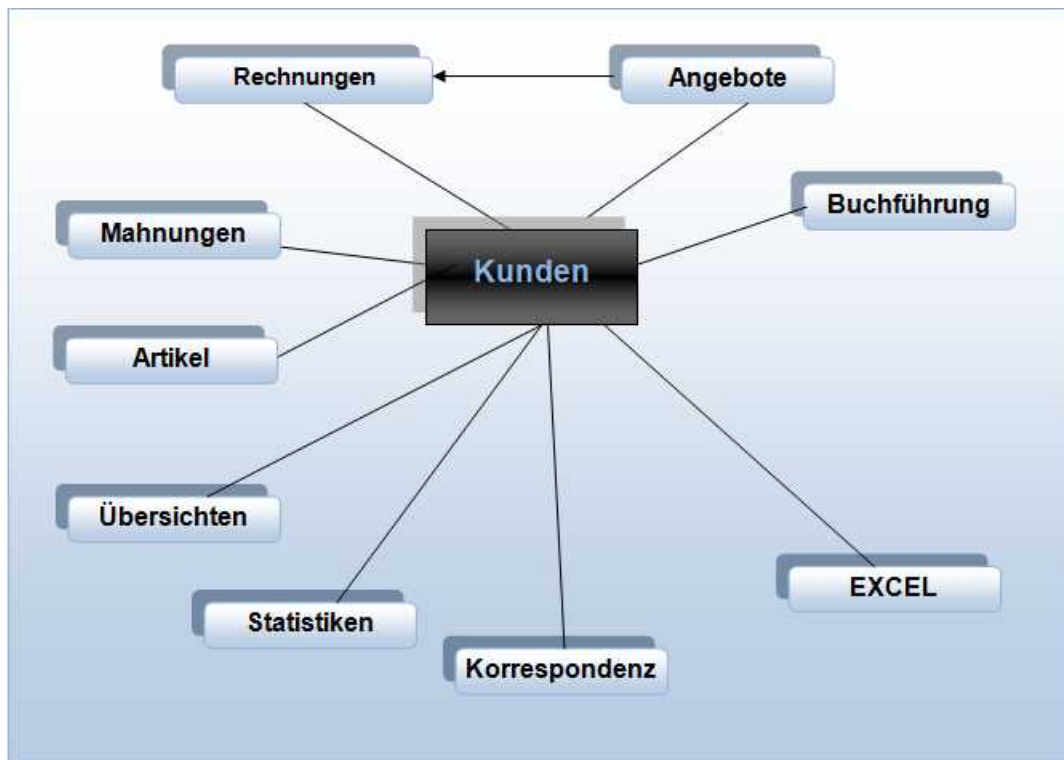 Rechnungen
Angebote
Buchführung
Mahnungen
Kunden
Artikel
Übersichten
EXCEL
Statistiken
Korrespondenz